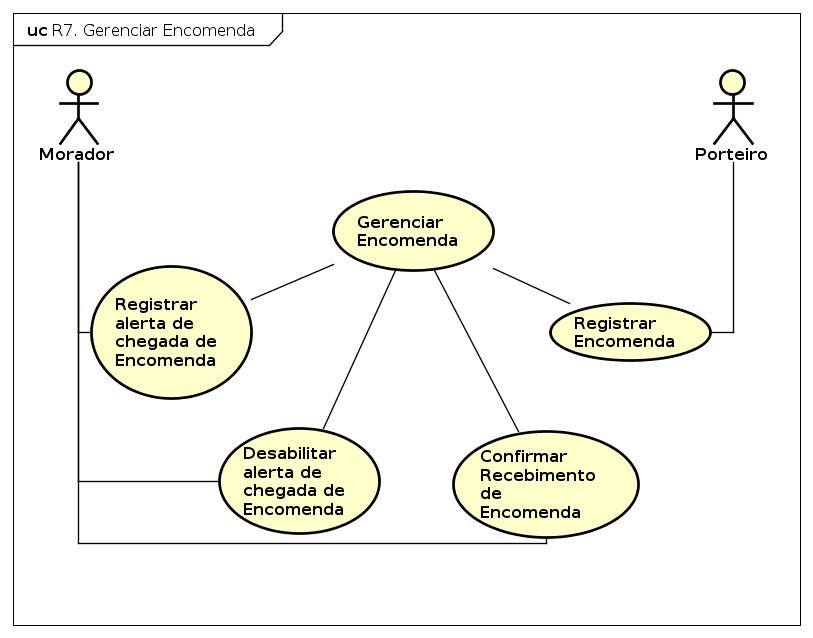 uc R7. Gerenciar Encomenda
Morador
Porteiro
Gerenciar
Encomenda
Registrar
alerta de
chegada de
Encomenda
Registrar
Encomenda
Desabilitar
alerta de
chegada de
Encomenda
Confirmar
Recebimento
de
Encomenda